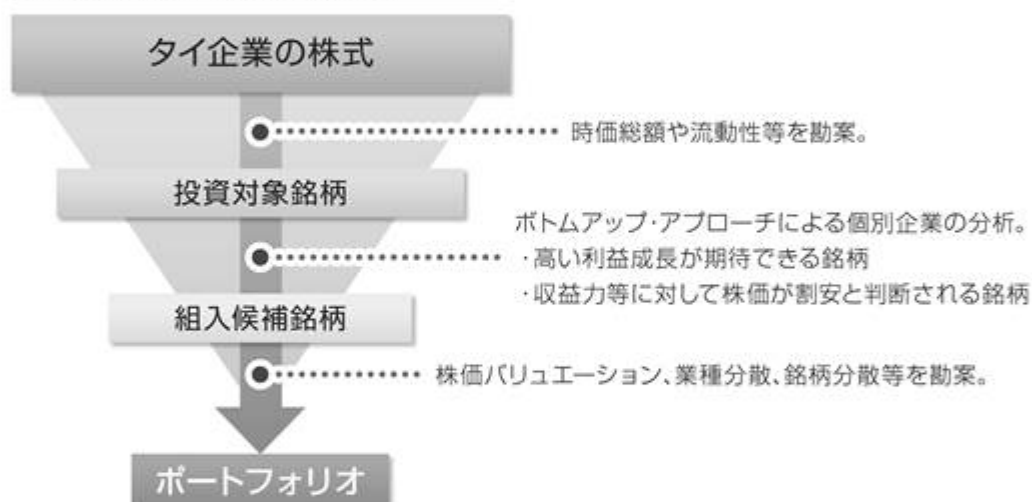 タイ企業の株式
時価総額や流動性等を勘案。
投資対象銘柄
ボトムアップ・アプローチによる個別企業の分析。
・高い利益成長が期待できる銘柄
・収益力等に対して株価が割安と判断される銘柄
組入候補銘柄
株価バリュエーション、業種分散、銘柄分散等を勘案。
ポートフォリオ